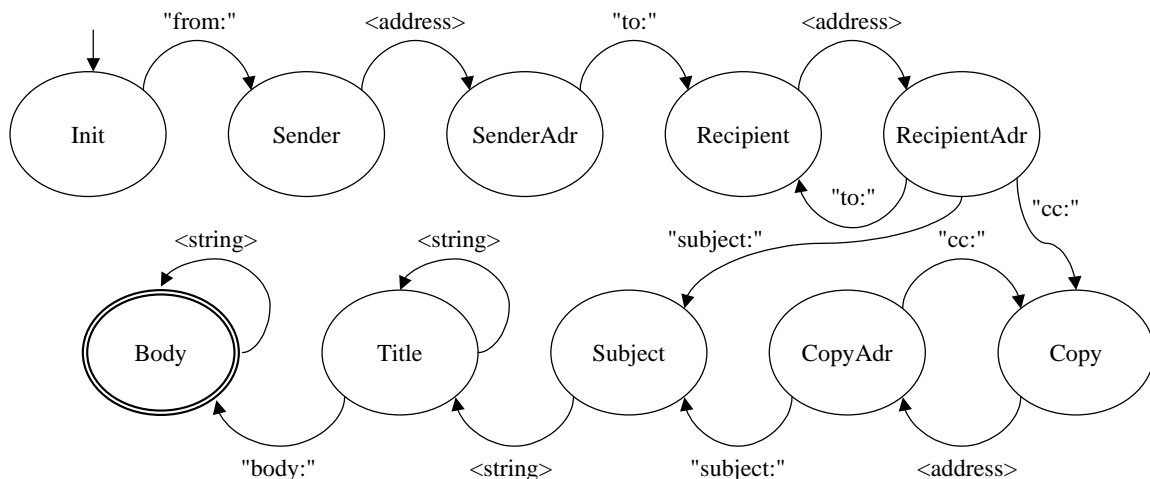 "from:"
<address>
"to:"
<address>
Init
Sender
SenderAdr
Recipient
RecipientAdr
"to:"
"cc:"
<string>
<string>
"subject:"
"cc:"
Body
Title
Subject
CopyAdr
Copy
"body:"
<string>
"subject:"
<address>